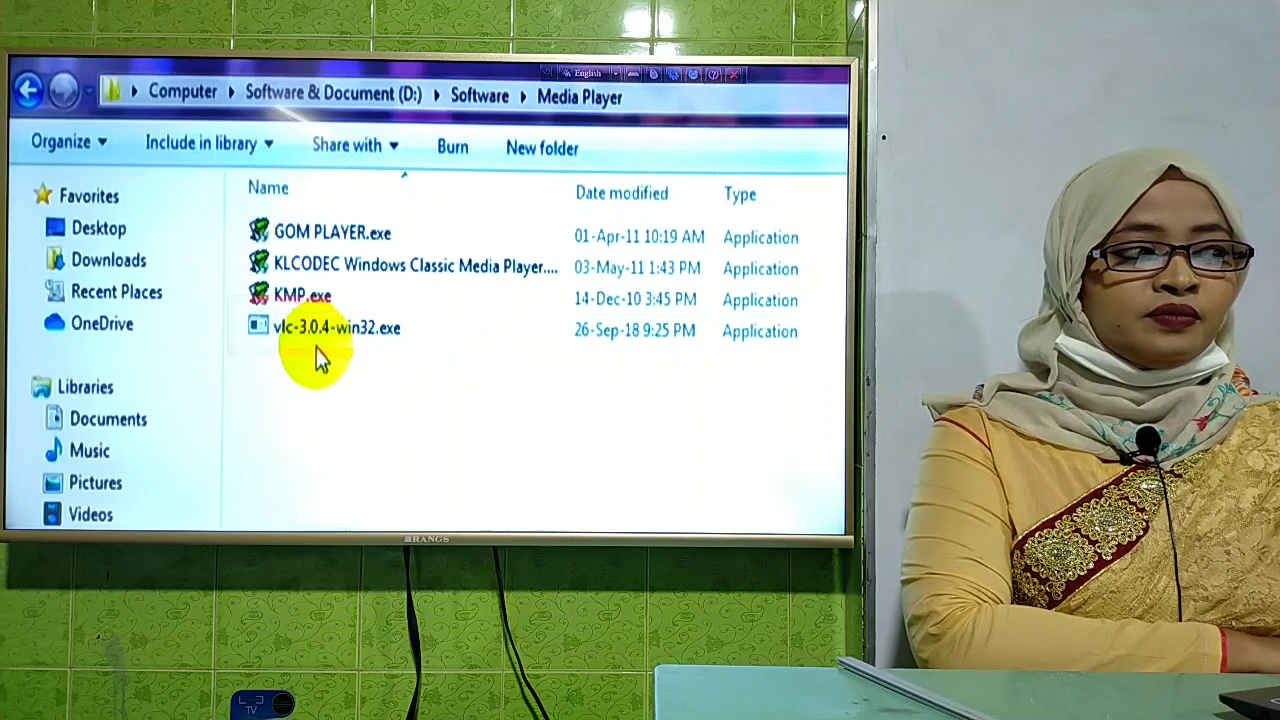 English
Computer Software & Document (D:) Software Media Player
Organize Include in library Share with Burn New folder
Name Date modified Type
Favorites
Desktop
Downloads
Recent Places
OneDrive
Libraries
Documents
Music
Pictures
Videos
GOM PLAYER.exe 01-Apr-11 10:19 AM Application
KLCODEC Windows Classic Media Player.... 03-May-11 1:43 PM Application
KMP.exe 14-Dec-10 3:45 PM Application
vlc-3.0.4-win32.exe 26-Sep-18 9:25 PM Application
RANGS
TV